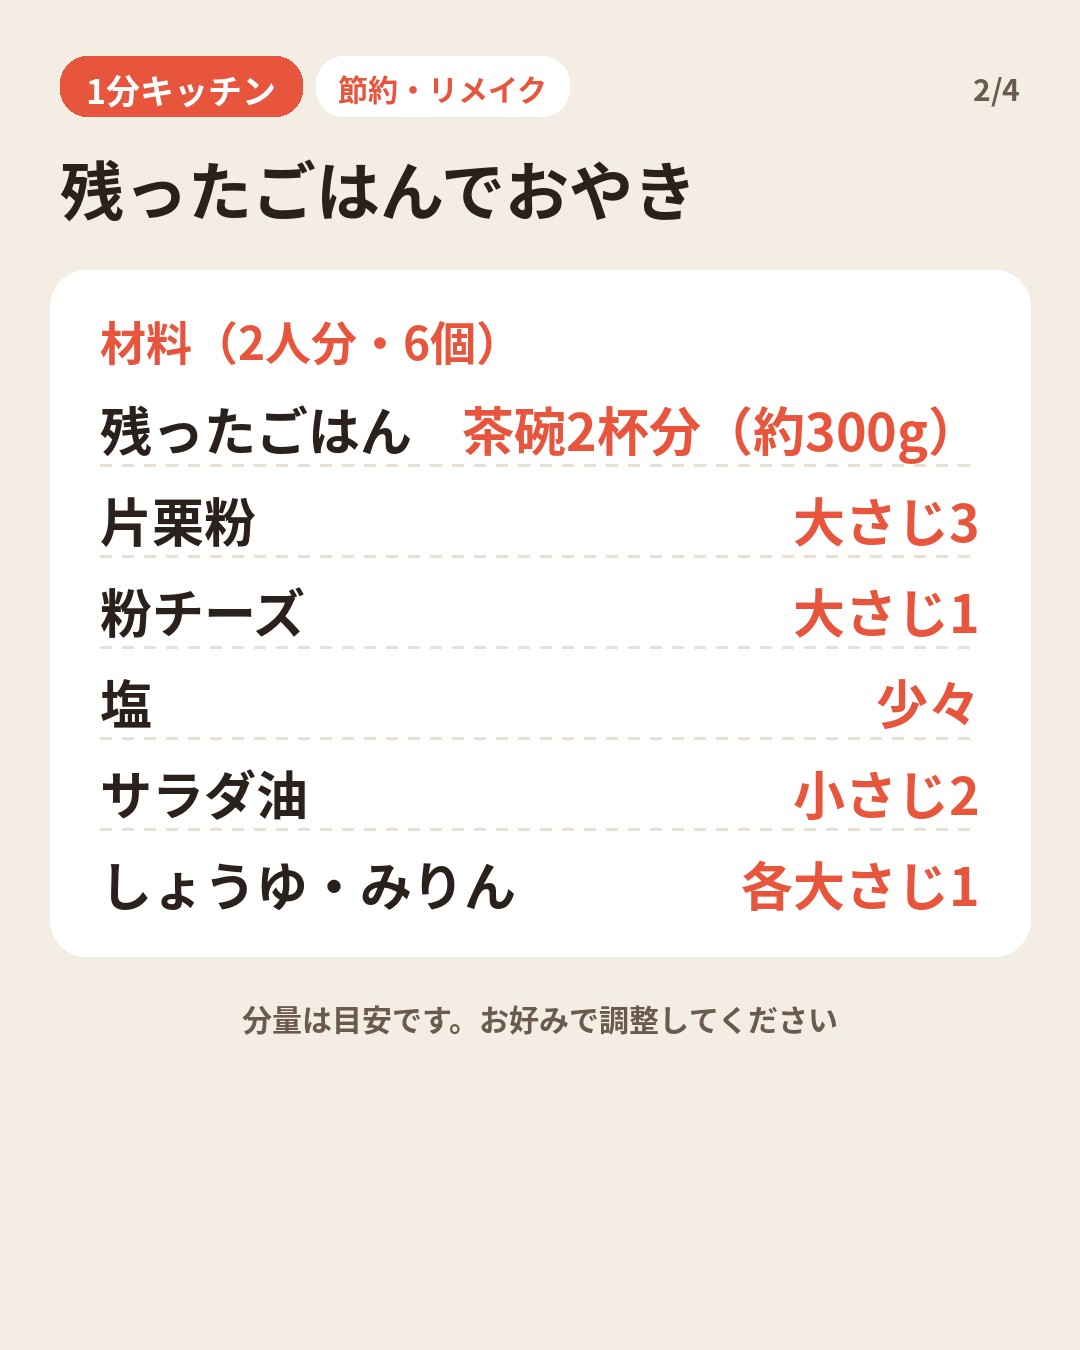 1分キッチン 節約・リメイク 2/4
残ったごはんでおやき
材料（2人分・6個）
残ったごはん 茶碗2杯分（約300g）
片栗粉 大さじ3
粉チーズ 大さじ1
塩 少々
サラダ油 小さじ2
しょうゆ・みりん 各大さじ1
分量は目安です。お好みで調整してください